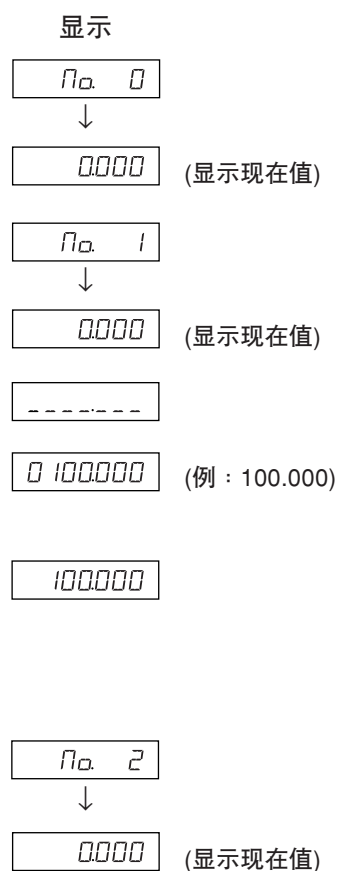 显示
No. 0
↓
0.000 (显示现在值)
No. 1
↓
0.000 (显示现在值)
_ _ _ _._ _ _
0 100.000 (例：100.000)
100.000
No. 2
↓
0.000 (显示现在值)